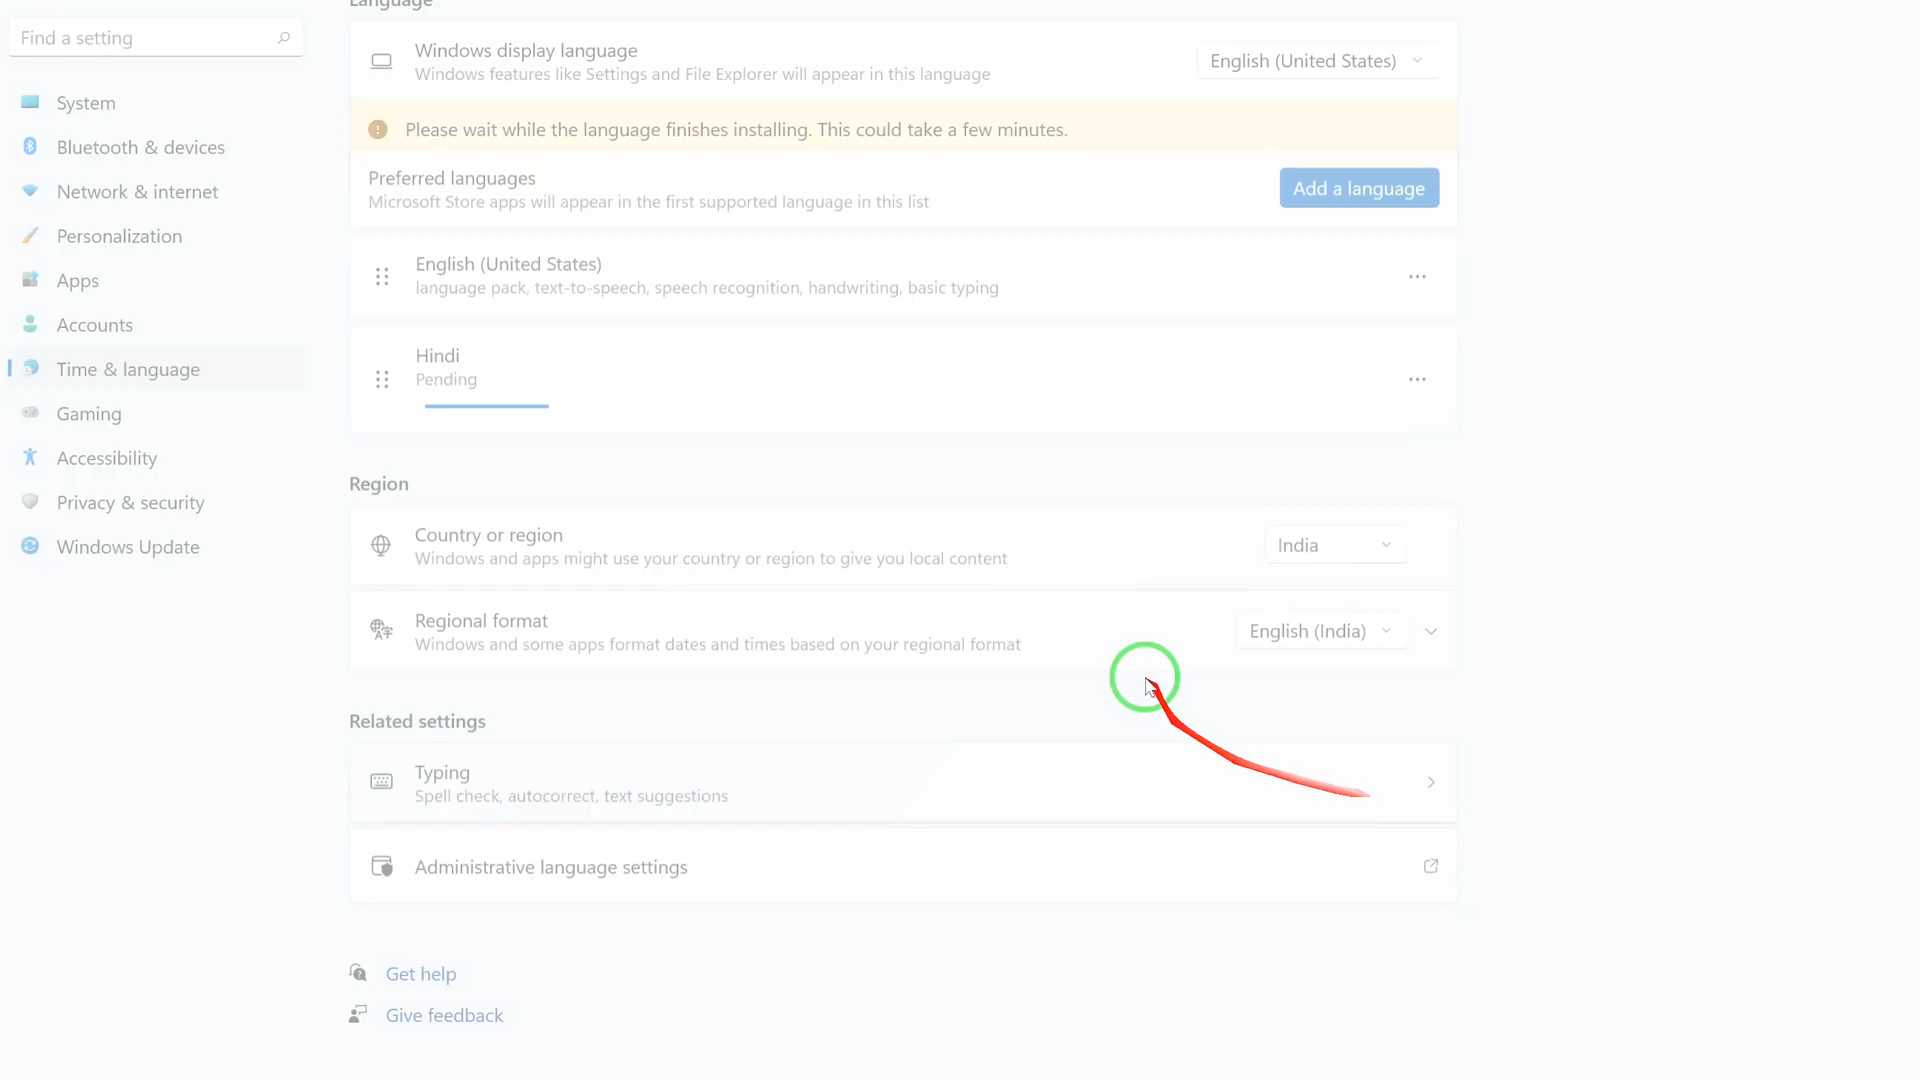 Language
Find a setting
Windows display language
Windows features like Settings and File Explorer will appear in this language
English (United States)
System
Please wait while the language finishes installing. This could take a few minutes.
Bluetooth & devices
Preferred languages
Microsoft Store apps will appear in the first supported language in this list
Add a language
Network & internet
Personalization
English (United States)
language pack, text-to-speech, speech recognition, handwriting, basic typing
Apps
Accounts
Hindi
Pending
Time & language
Gaming
Accessibility
Region
Privacy & security
Country or region
Windows and apps might use your country or region to give you local content
India
Windows Update
Regional format
Windows and some apps format dates and times based on your regional format
English (India)
Related settings
Typing
Spell check, autocorrect, text suggestions
Administrative language settings
Get help
Give feedback